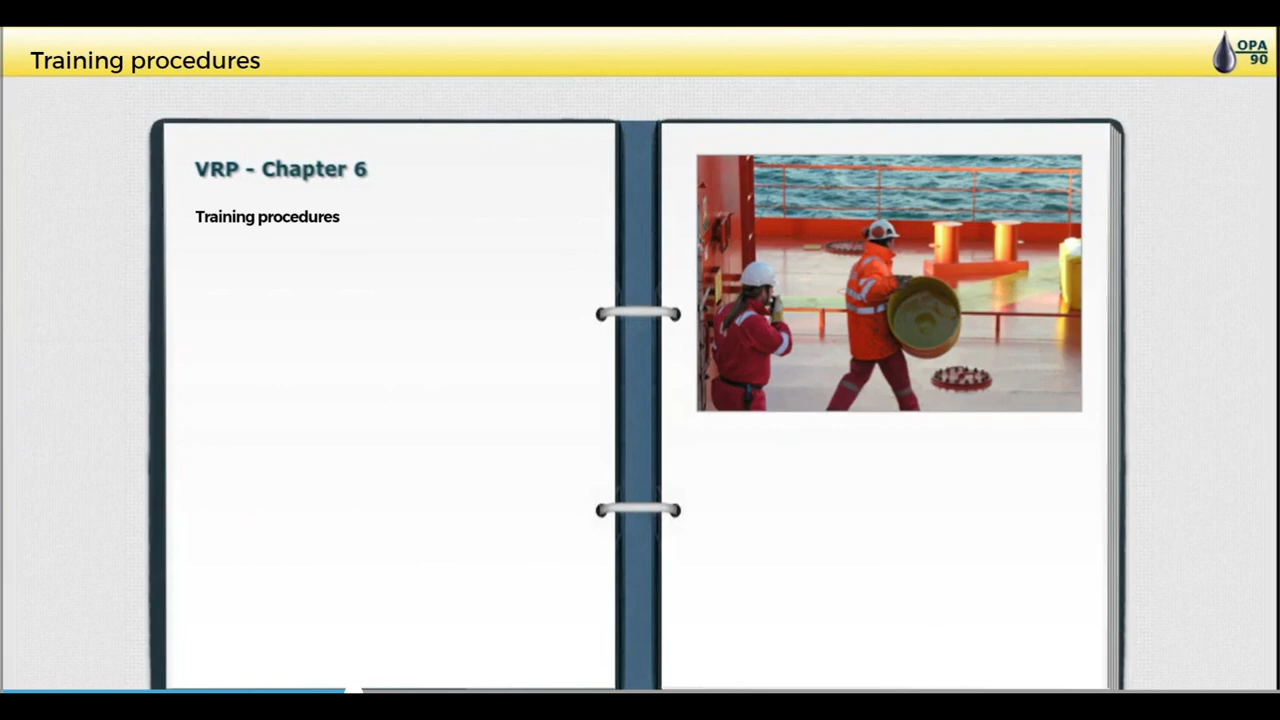 Training procedures
OPA
90
VRP - Chapter 6
Training procedures